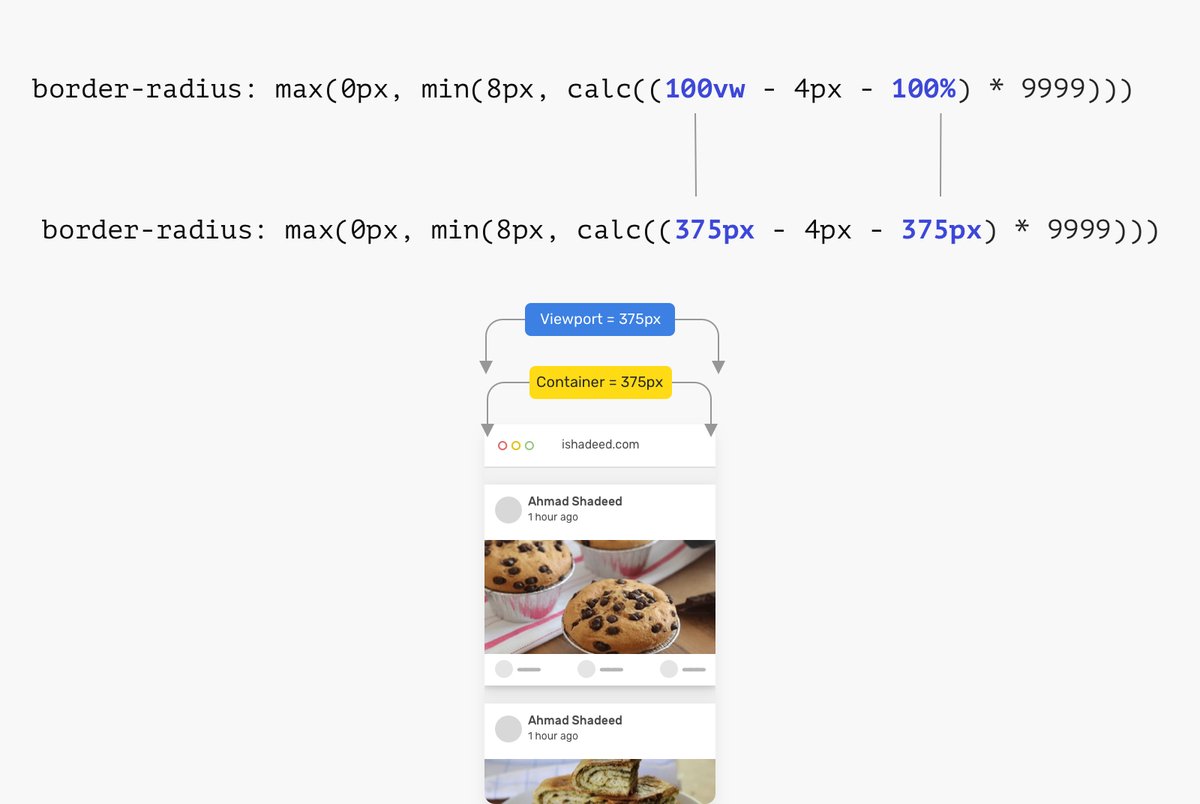 border-radius: max(0px, min(8px, calc((100vw - 4px - 100%) * 9999)))
border-radius: max(0px, min(8px, calc((375px - 4px - 375px) * 9999)))
Viewport = 375px
Container = 375px
ishadeed.com
Ahmad Shadeed
1 hour ago
Ahmad Shadeed
1 hour ago